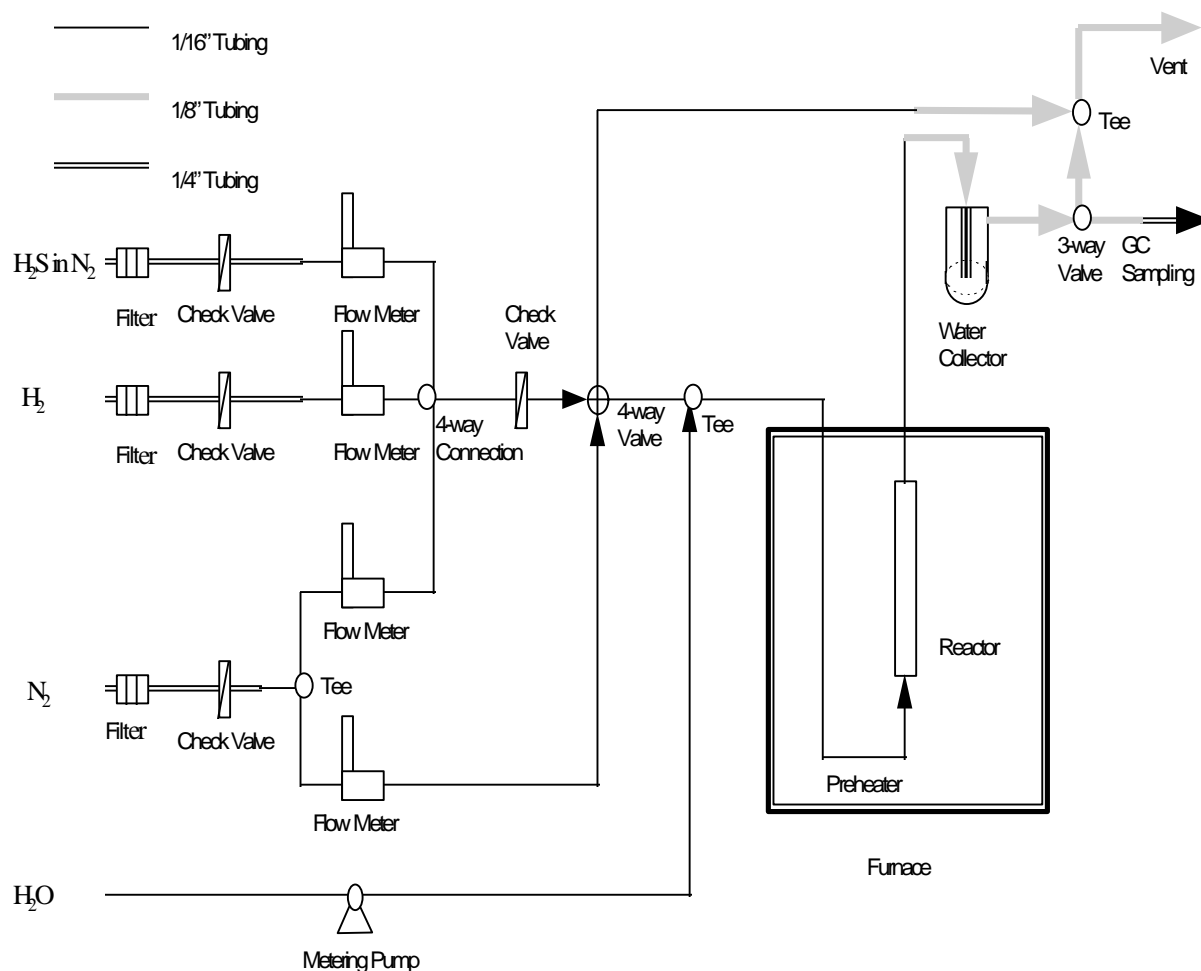 1/16” Tubing
1/8” Tubing
1/4” Tubing
Vent
Tee
3-way
Valve
GC
Sampling
Water
Collector
H₂S in N₂
Filter
Check Valve
Flow Meter
Check
Valve
H₂
Filter
Check Valve
Flow Meter
4-way
Connection
4-way
Valve
Tee
Flow Meter
Reactor
N₂
Filter
Check Valve
Tee
Flow Meter
Preheater
Furnace
H₂O
Metering Pump